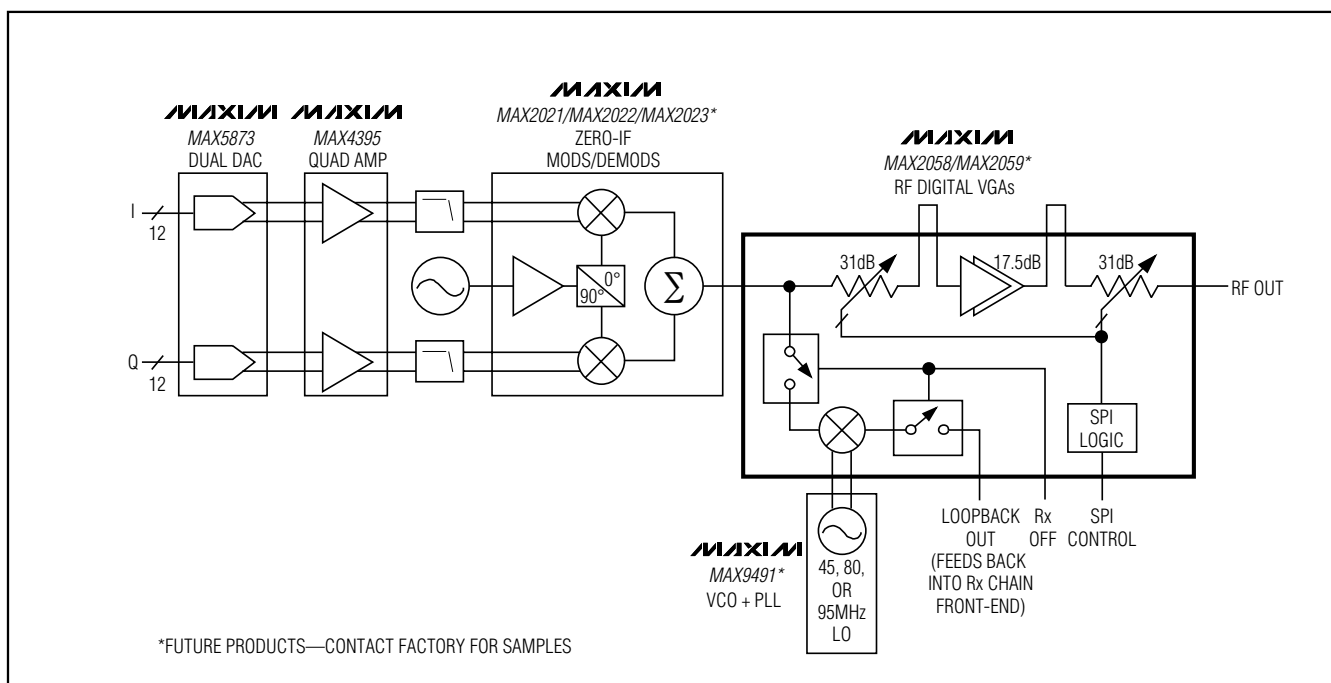 MAXIM
MAX5873
DUAL DAC
MAXIM
MAX4395
QUAD AMP
MAXIM
MAX2021/MAX2022/MAX2023*
ZERO-IF
MODS/DEMODS
MAXIM
MAX2058/MAX2059*
RF DIGITAL VGAs
I
12
Q
12
0°
90°
Σ
31dB
17.5dB
31dB
RF OUT
SPI
LOGIC
LOOPBACK
OUT
(FEEDS BACK
INTO Rx CHAIN
FRONT-END)
Rx
OFF
SPI
CONTROL
MAXIM
MAX9491*
VCO + PLL
45, 80,
OR
95MHz
LO
*FUTURE PRODUCTS—CONTACT FACTORY FOR SAMPLES